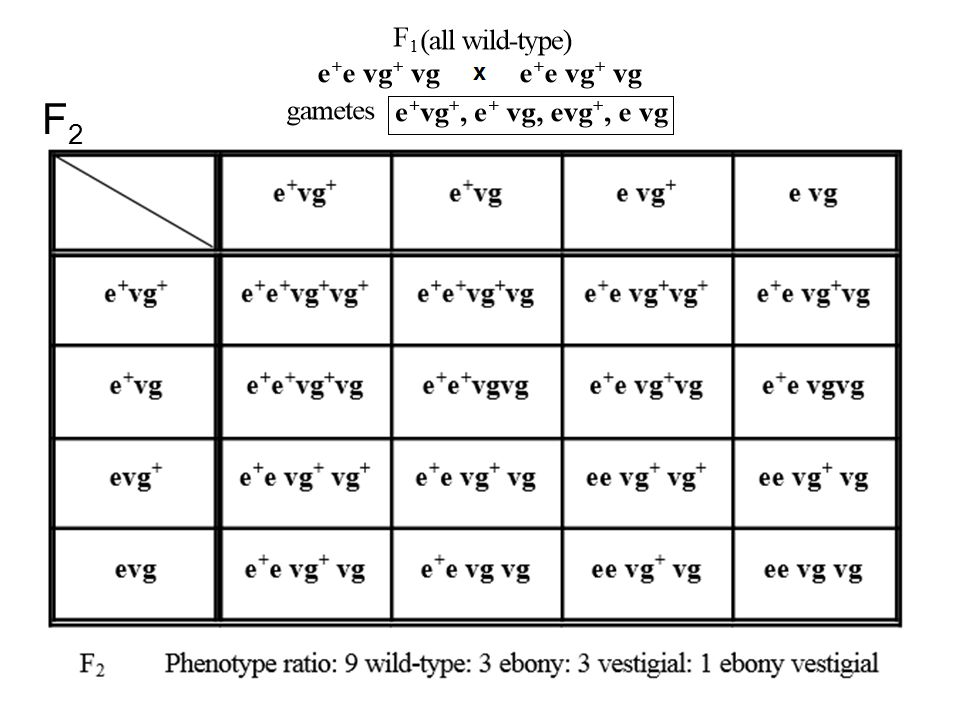 F₁(all wild-type)
e⁺e vg⁺ vg x e⁺e vg⁺ vg
gametes e⁺vg⁺, e⁺ vg, evg⁺, e vg
F₂
e⁺vg⁺ e⁺vg e vg⁺ e vg
e⁺vg⁺ e⁺e⁺vg⁺vg⁺ e⁺e⁺vg⁺vg e⁺e vg⁺vg⁺ e⁺e vg⁺vg
e⁺vg e⁺e⁺vg⁺vg e⁺e⁺vgvg e⁺e vg⁺vg e⁺e vgvg
evg⁺ e⁺e vg⁺ vg⁺ e⁺e vg⁺ vg ee vg⁺ vg⁺ ee vg⁺ vg
evg e⁺e vg⁺ vg e⁺e vg vg ee vg⁺ vg ee vg vg
F₂ Phenotype ratio: 9 wild-type: 3 ebony: 3 vestigial: 1 ebony vestigial